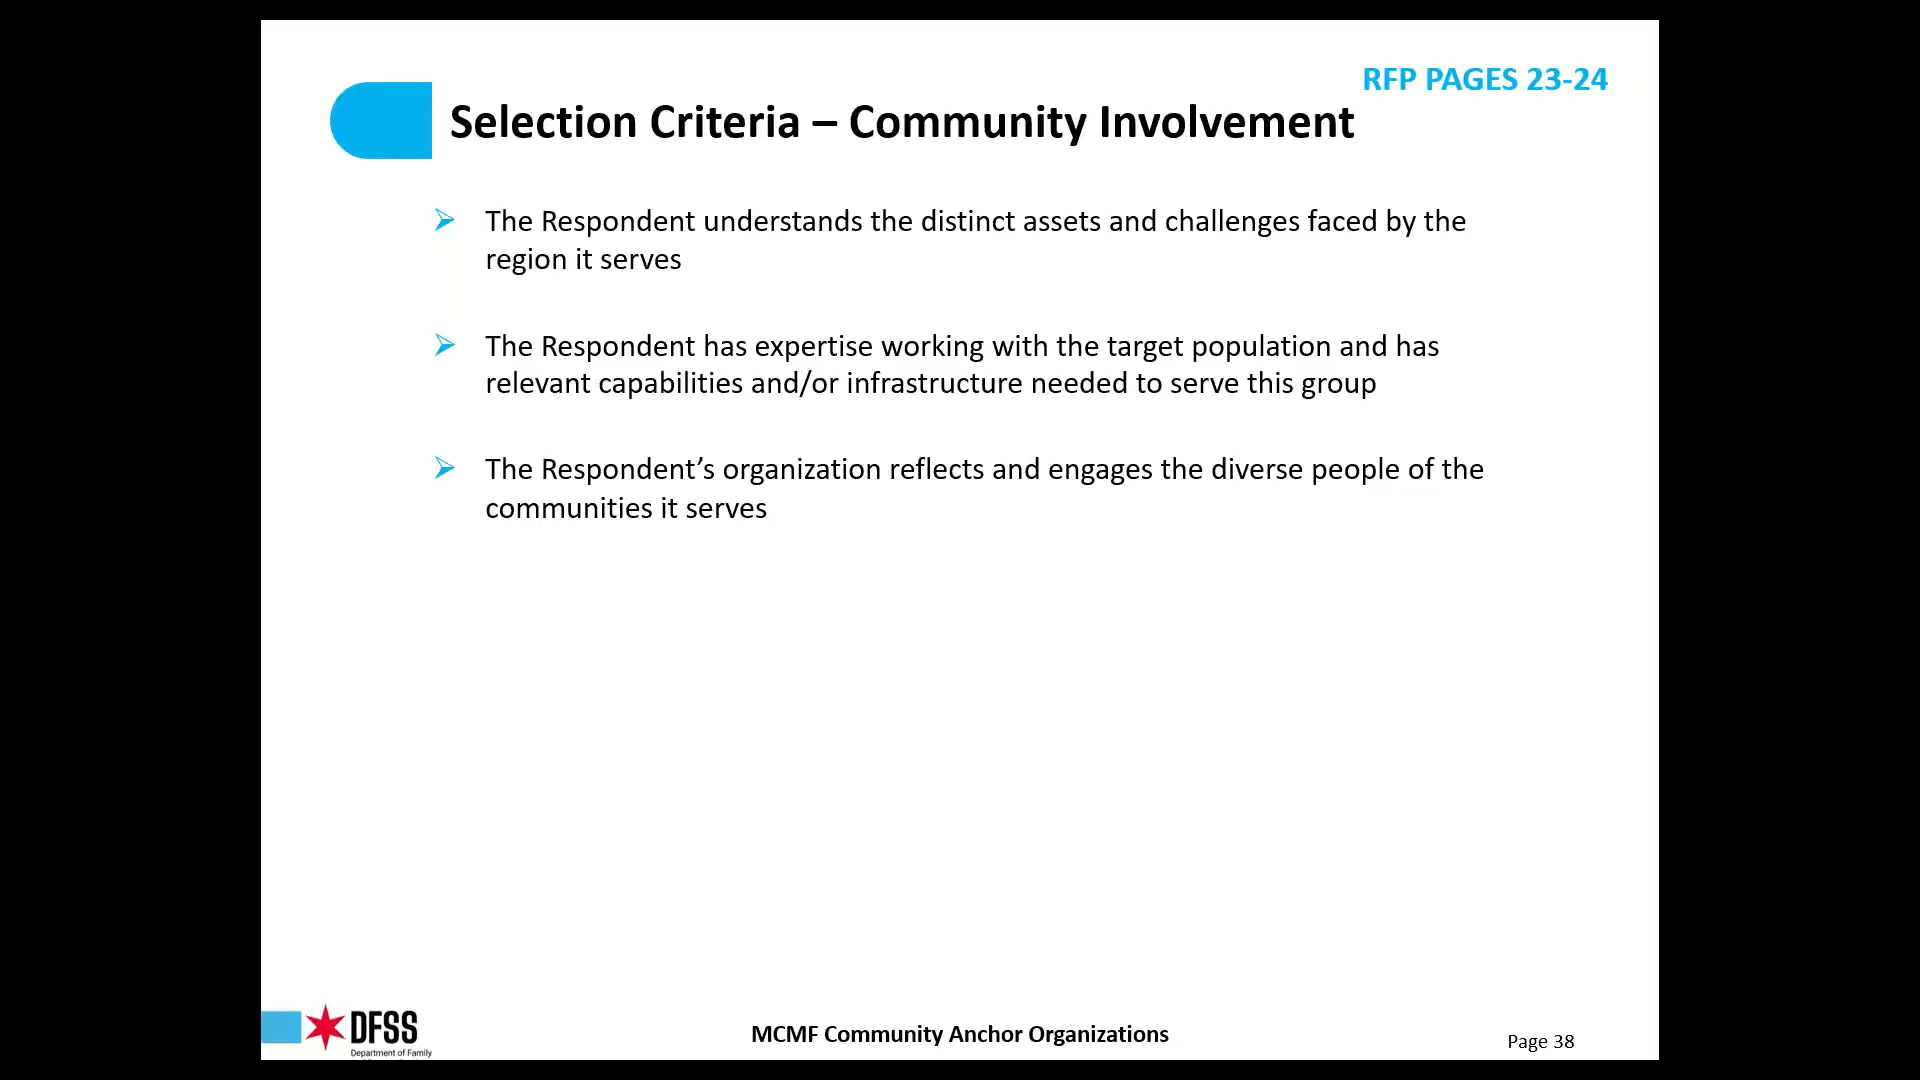 RFP PAGES 23-24
Selection Criteria – Community Involvement
The Respondent understands the distinct assets and challenges faced by the
region it serves
The Respondent has expertise working with the target population and has
relevant capabilities and/or infrastructure needed to serve this group
The Respondent’s organization reflects and engages the diverse people of the
communities it serves
DFSS
Department of Family
MCMF Community Anchor Organizations
Page 38